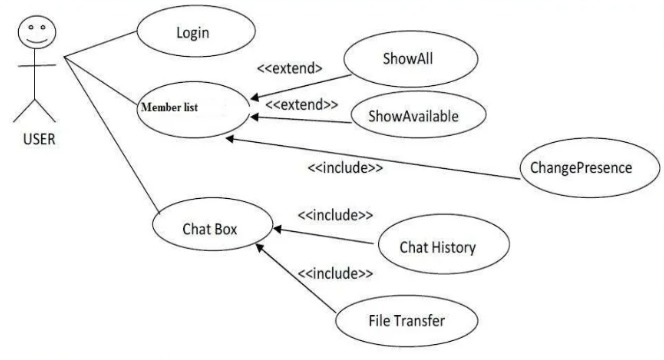 Login
ShowAll
<<extend>
Member list
<<extend>>
ShowAvailable
USER
<<include>>
ChangePresence
<<include>>
Chat Box
Chat History
<<include>>
File Transfer